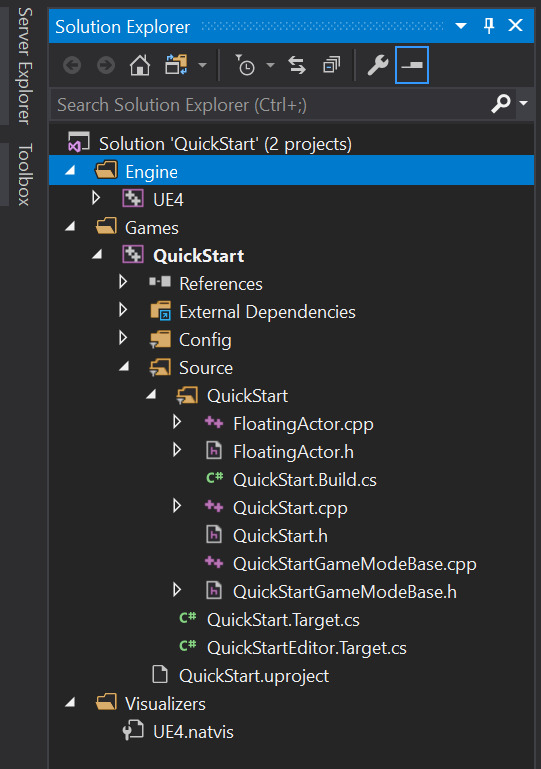 Server Explorer
Toolbox
Solution Explorer
Search Solution Explorer (Ctrl+;)
Solution 'QuickStart' (2 projects)
Engine
UE4
Games
QuickStart
References
External Dependencies
Config
Source
QuickStart
FloatingActor.cpp
FloatingActor.h
C# QuickStart.Build.cs
QuickStart.cpp
QuickStart.h
QuickStartGameModeBase.cpp
QuickStartGameModeBase.h
C# QuickStart.Target.cs
C# QuickStartEditor.Target.cs
QuickStart.uproject
Visualizers
UE4.natvis